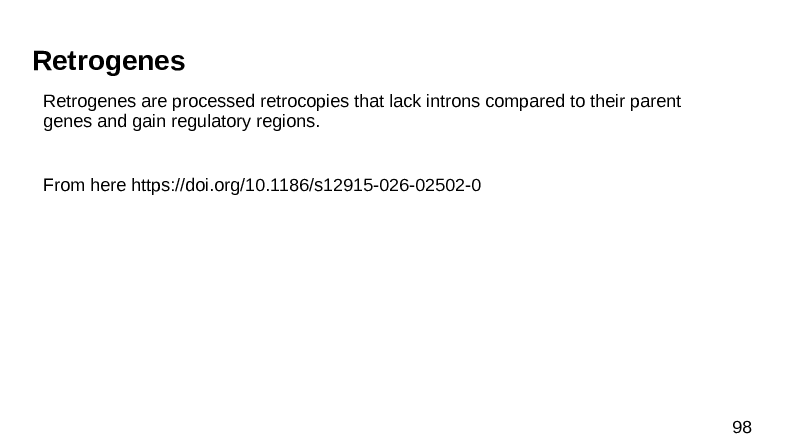 Retrogenes
Retrogenes are processed retrocopies that lack introns compared to their parent
genes and gain regulatory regions.
From here https://doi.org/10.1186/s12915-026-02502-0
98